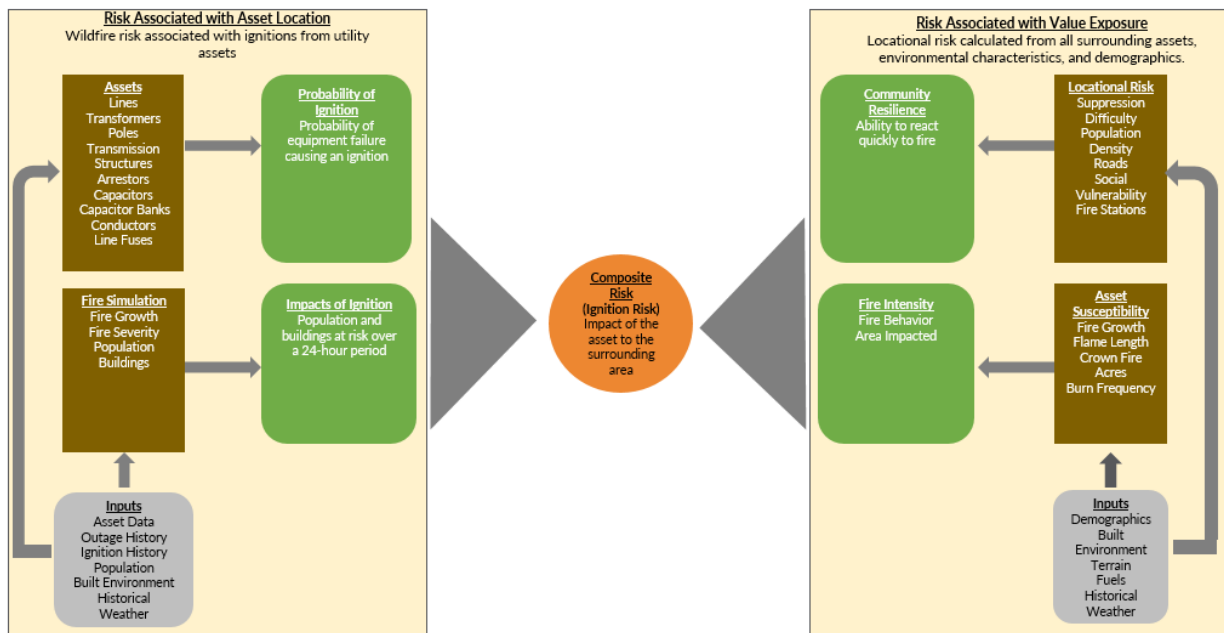 Risk Associated with Asset Location
Wildfire risk associated with ignitions from utility
assets
Assets
Lines
Transformers
Poles
Transmission
Structures
Arrestors
Capacitors
Capacitor Banks
Conductors
Line Fuses
Probability of
Ignition
Probability of
equipment failure
causing an ignition
Fire Simulation
Fire Growth
Fire Severity
Population
Buildings
Impacts of Ignition
Population and
buildings at risk over
a 24-hour period
Inputs
Asset Data
Outage History
Ignition History
Population
Built Environment
Historical
Weather
Composite
Risk
(Ignition Risk)
Impact of the
asset to the
surrounding
area
Risk Associated with Value Exposure
Locational risk calculated from all surrounding assets,
environmental characteristics, and demographics.
Community
Resilience
Ability to react
quickly to fire
Locational Risk
Suppression
Difficulty
Population
Density
Roads
Social
Vulnerability
Fire Stations
Fire Intensity
Fire Behavior
Area Impacted
Asset
Susceptibility
Fire Growth
Flame Length
Crown Fire
Acres
Burn Frequency
Inputs
Demographics
Built
Environment
Terrain
Fuels
Historical
Weather